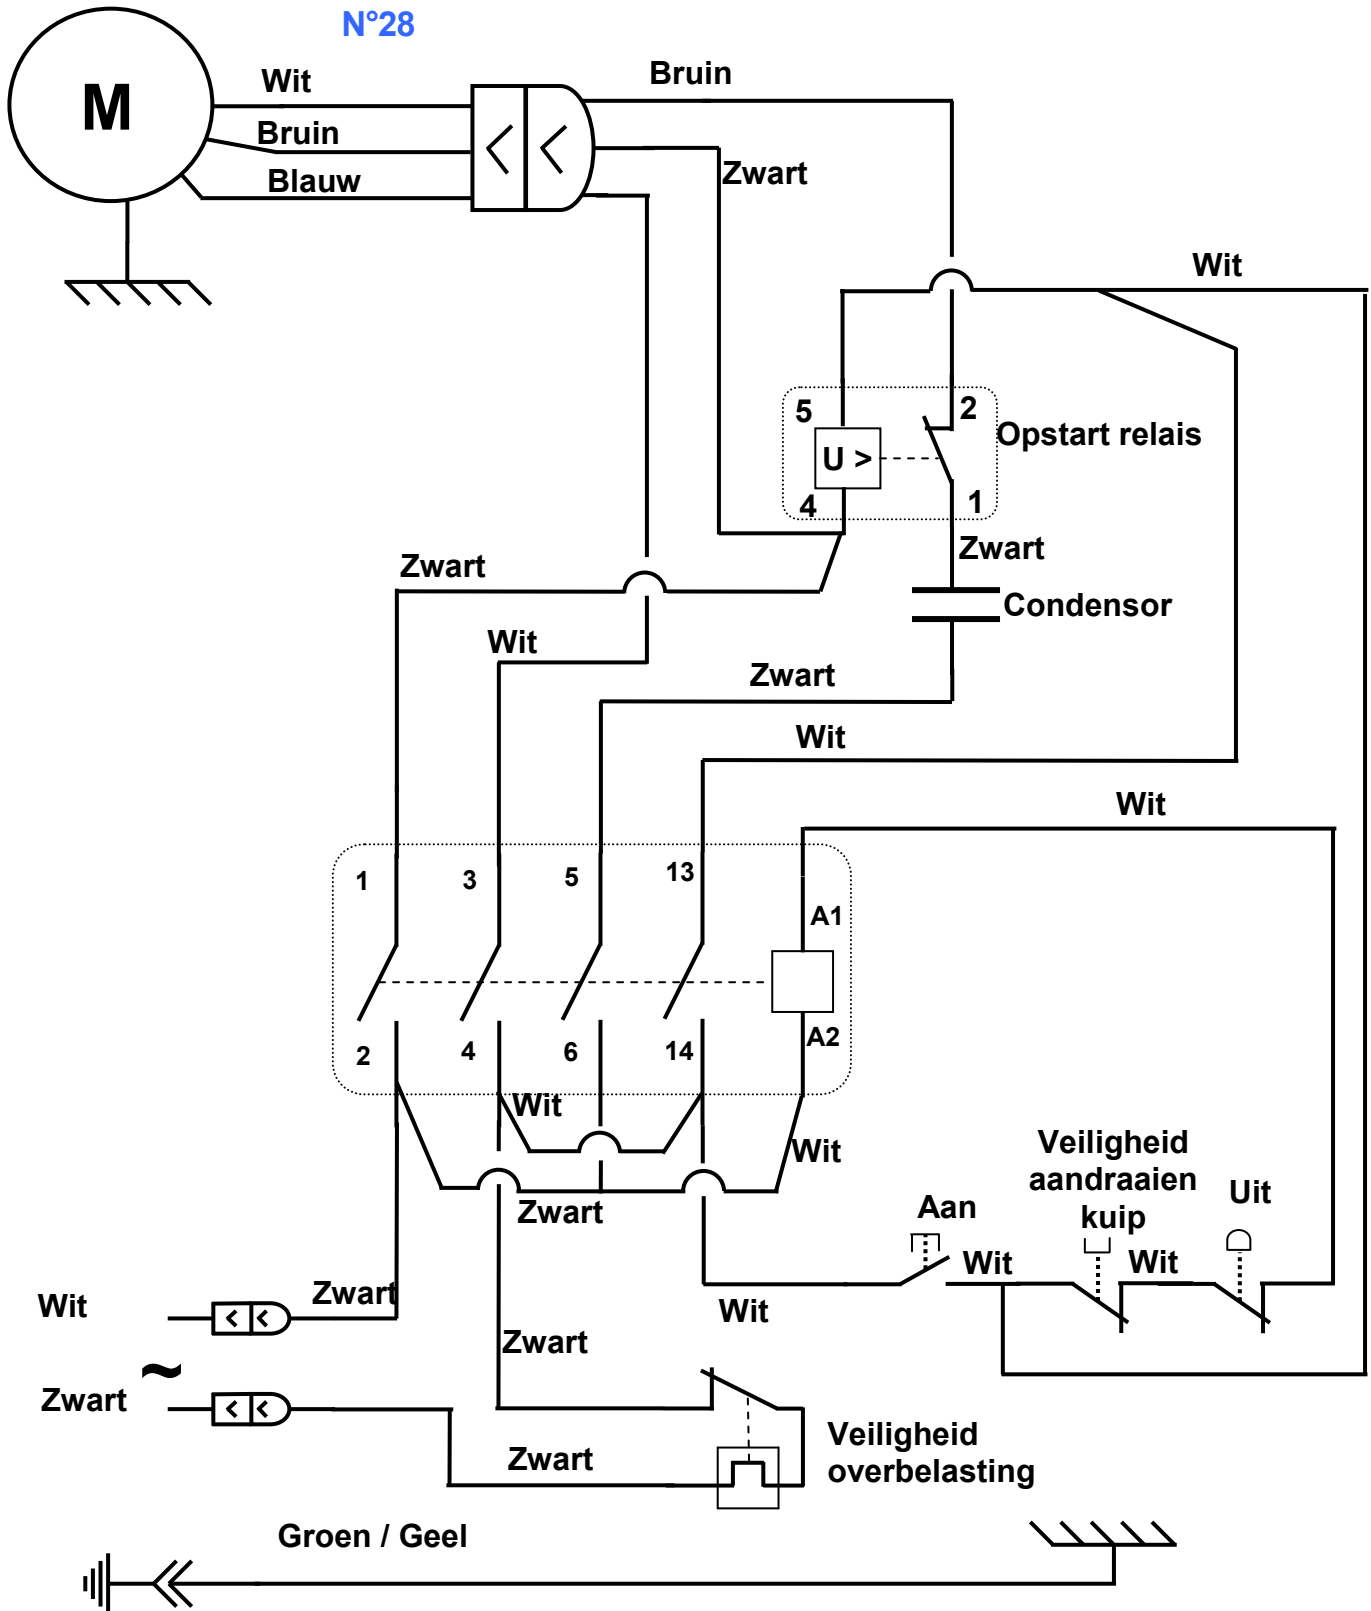 N°28
M
Wit
Bruin
Bruin
Blauw
Zwart
Wit
5
2
Opstart relais
U >
4
1
Zwart
Zwart
Condensor
Wit
Zwart
Wit
Wit
1
3
5
13
A1
2
4
6
14
A2
Wit
Wit
Zwart
Veiligheid
aandraaien
kuip
Uit
Aan
Wit
Wit
Wit
Zwart
Wit
Zwart
~
Zwart
Zwart
Veiligheid
overbelasting
Groen / Geel